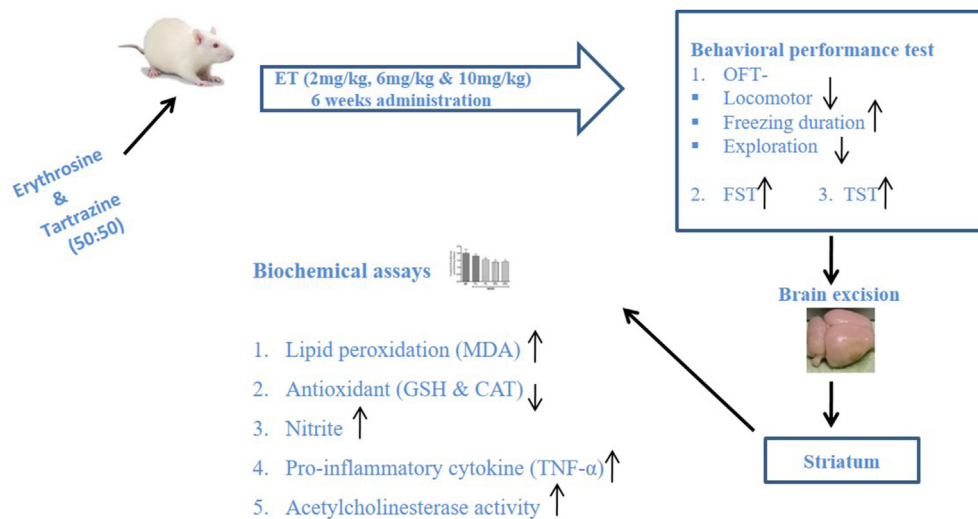 Erythrosine
&
Tartrazine
(50:50)
ET (2mg/kg, 6mg/kg & 10mg/kg)
6 weeks administration
Behavioral performance test
1. OFT-
▪ Locomotor
▪ Freezing duration
▪ Exploration
2. FST 3. TST
Brain excision
Striatum
Biochemical assays
1. Lipid peroxidation (MDA)
2. Antioxidant (GSH & CAT)
3. Nitrite
4. Pro-inflammatory cytokine (TNF-α)
5. Acetylcholinesterase activity